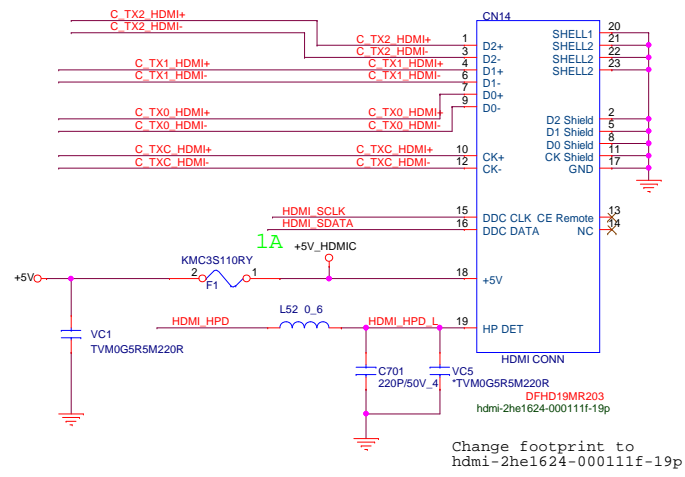 CN14
C_TX2_HDMI+
C_TX2_HDMI-
C_TX2_HDMI+
C_TX2_HDMI-
C_TX1_HDMI+
C_TX1_HDMI+
C_TX1_HDMI-
C_TX1_HDMI-
C_TX0_HDMI+
C_TX0_HDMI+
C_TX0_HDMI-
C_TX0_HDMI-
C_TXC_HDMI+
C_TXC_HDMI+
C_TXC_HDMI-
C_TXC_HDMI-
1 D2+
3 D2-
4 D1+
6 D1-
7 D0+
9 D0-
10 CK+
12 CK-
SHELL1 20
SHELL2 21
SHELL2 22
SHELL2 23
D2 Shield 2
D1 Shield 5
D0 Shield 8
CK Shield 11
GND 17
HDMI_SCLK 15 DDC CLK
CE Remote 13
HDMI_SDATA 16 DDC DATA
NC 14
1A
+5V_HDMIC
KMC3S110RY
+5V
2
1
F1
18 +5V
VC1
TVM0G5R5M220R
HDMI_HPD
L52 0_6
HDMI_HPD_L
19 HP DET
C701
220P/50V_4
VC5
*TVM0G5R5M220R
HDMI CONN
DFHD19MR203
hdmi-2he1624-000111f-19p
Change footprint to
hdmi-2he1624-000111f-19p